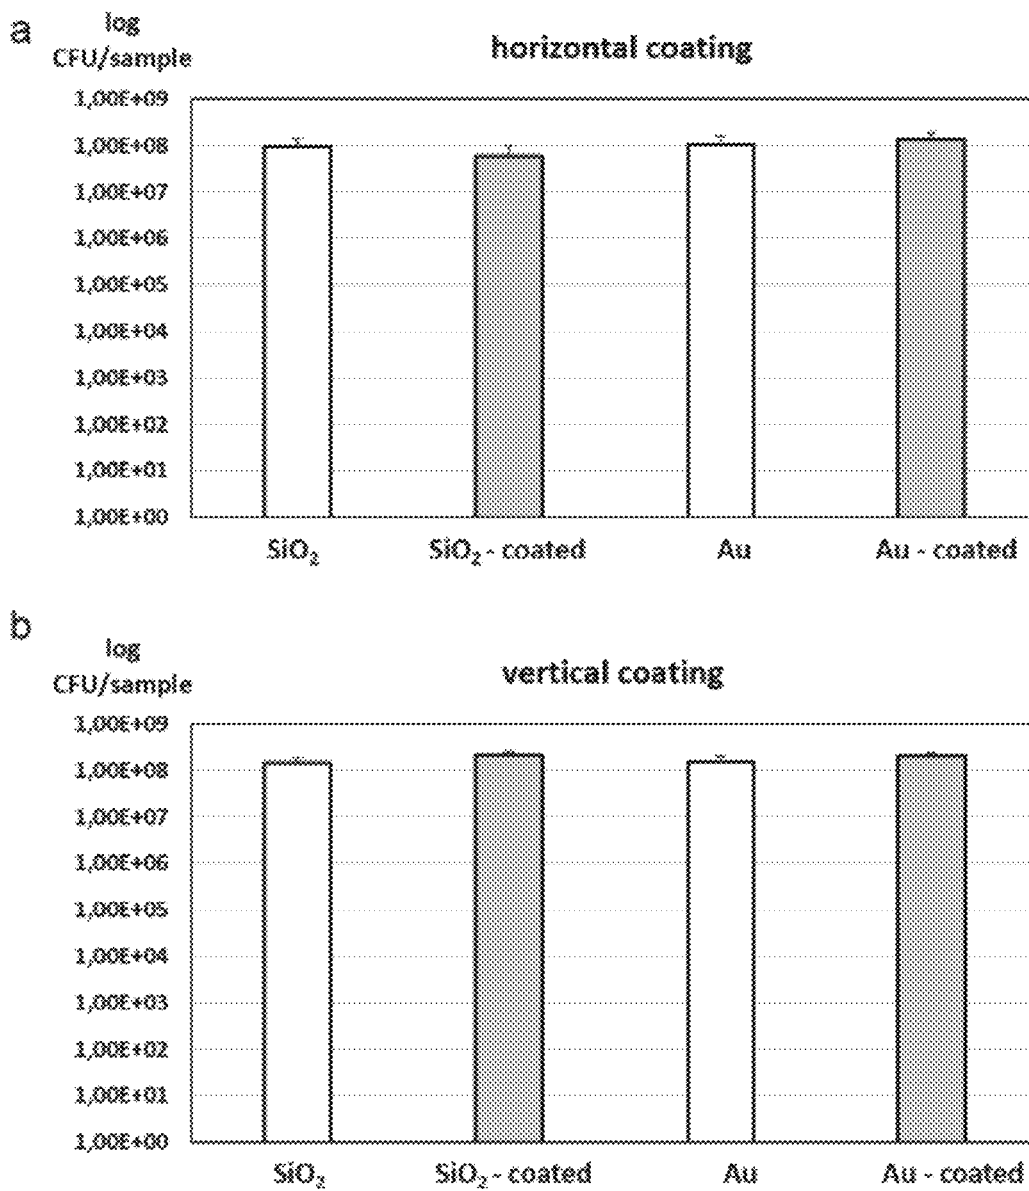 a
log
CFU/sample
horizontal coating
1,00E+09
1,00E+08
1,00E+07
1,00E+06
1,00E+05
1,00E+04
1,00E+03
1,00E+02
1,00E+01
1,00E+00
SiO₂
SiO₂ - coated
Au
Au - coated
b
log
CFU/sample
vertical coating
1,00E+09
1,00E+08
1,00E+07
1,00E+06
1,00E+05
1,00E+04
1,00E+03
1,00E+02
1,00E+01
1,00E+00
SiO₂
SiO₂ - coated
Au
Au - coated